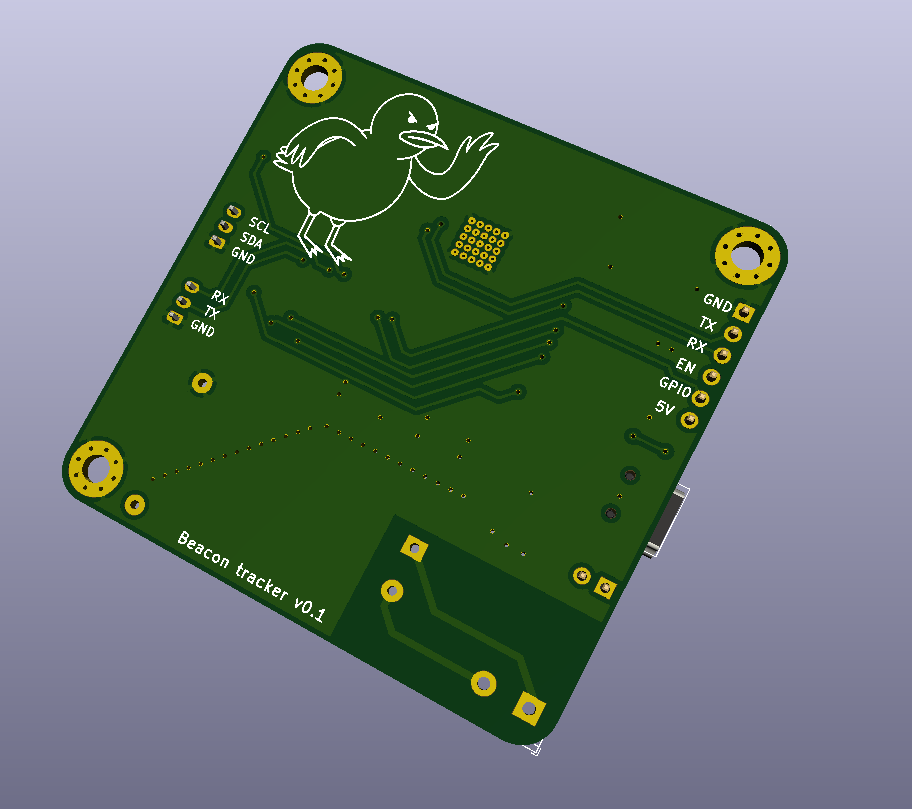 SCL
SDA
GND
RX
TX
GND
GND
TX
RX
EN
GPIO
5V
Beacon tracker v0.1